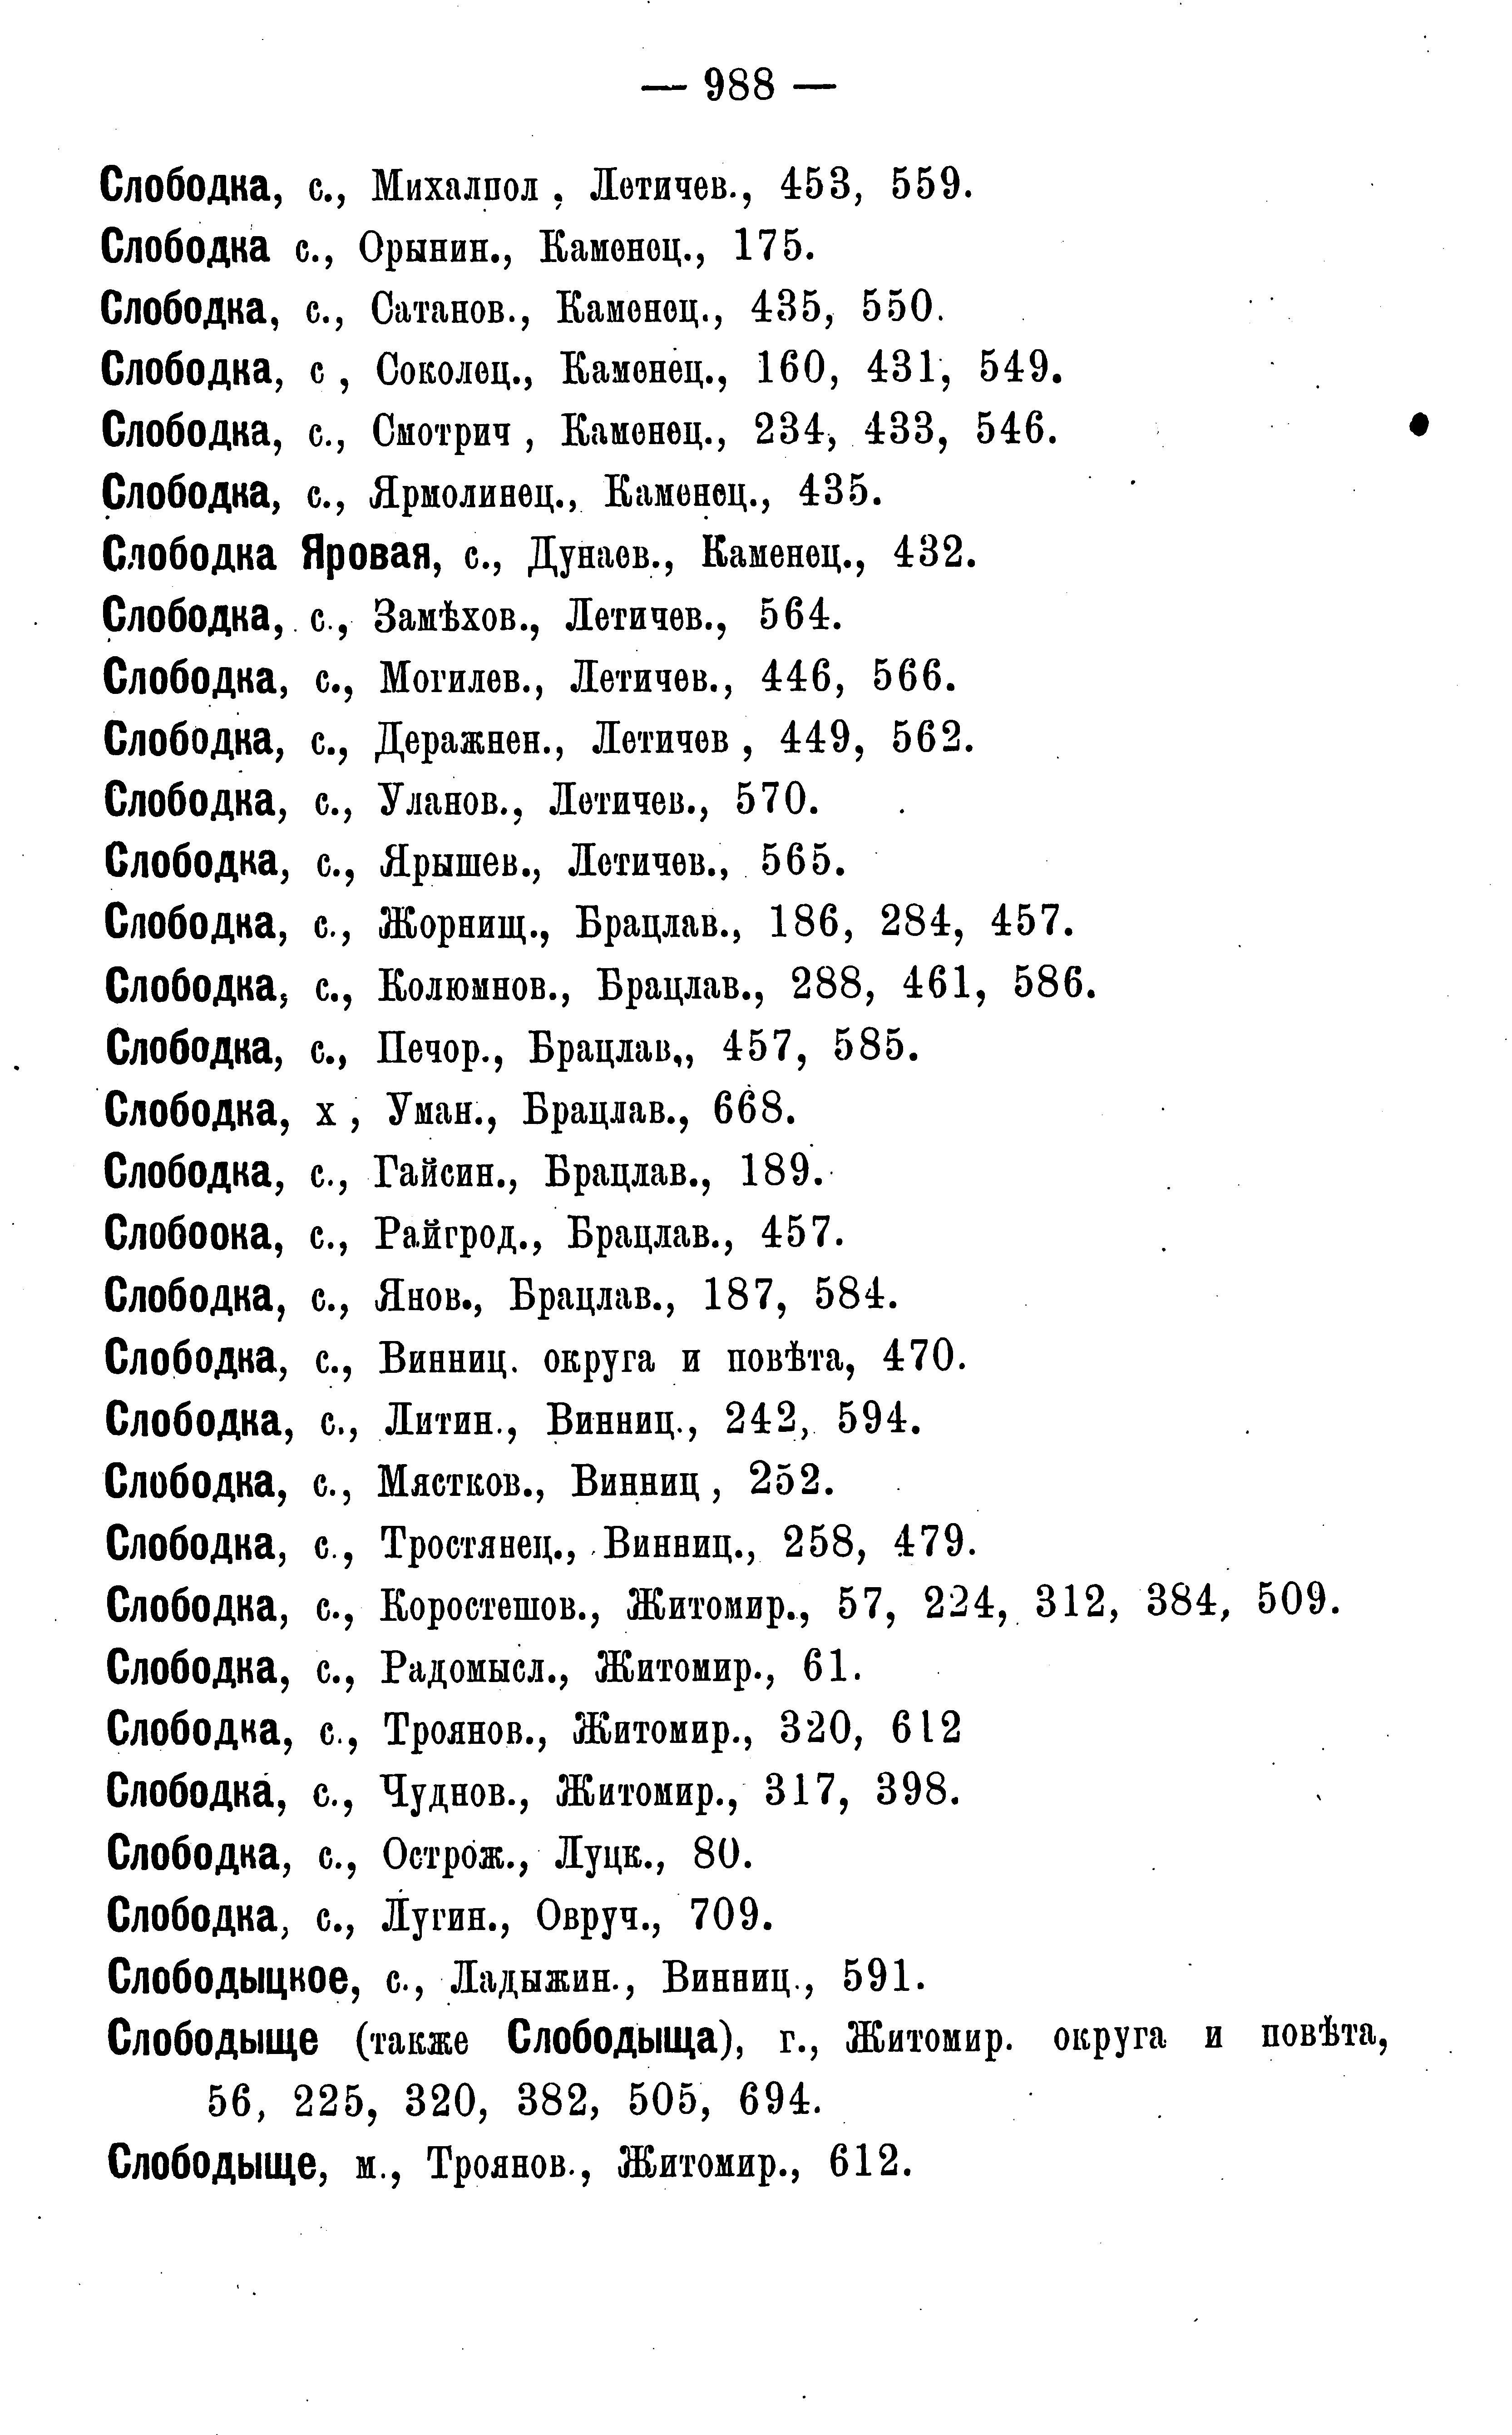 — 988 —
Слободка, с., Михалпол., Летичев., 453, 559.
Слободка с., Орынин., Каменец., 175.
Слободка, с., Сатанов., Каменец., 435, 550.
Слободка, с , Соколец., Каменец., 160, 431, 549.
Слободка, с., Смотрич , Каменец., 234, 433, 546.
Слободка, с., Ярмолинец., Каменец., 435.
Слободка Яровая, с., Дунаев., Каменец., 432.
Слободка, с., Замѣхов., Летичев., 564.
Слободка, с., Могилев., Летичев., 446, 566.
Слободка, с., Деражнен., Летичев , 449, 562.
Слободка, с., Уланов., Летичев., 570.
Слободка, с., Ярышев., Летичев., 565.
Слободка, с., Жорнищ., Брацлав., 186, 284, 457.
Слободка, с., Колюмнов., Брацлав., 288, 461, 586.
Слободка, с., Печор., Брацлав,, 457, 585.
Слободка, х , Уман., Брацлав., 668.
Слободка, с., Гайсин., Брацлав., 189.
Слобоока, с., Райгрод., Брацлав., 457.
Слободка, с., Янов., Брацлав., 187, 584.
Слободка, с., Винниц. округа и повѣта, 470.
Слободка, с., Литин., Винниц., 242, 594.
Слободка, с., Мястков., Винниц , 252.
Слободка, с., Тростянец., Винниц., 258, 479.
Слободка, с., Коростешов., Житомир., 57, 224, 312, 384, 509.
Слободка, с., Радомысл., Житомир., 61.
Слободка, с., Троянов., Житомир., 320, 612
Слободка, с., Чуднов., Житомир., 317, 398.
Слободка, с., Острож., Луцк., 80.
Слободка, с., Лугин., Овруч., 709.
Слободыцкое, с., Ладыжин., Винниц., 591.
Слободыще (также Слободыща), г., Житомир. округа и повѣта,
56, 225, 320, 382, 505, 694.
Слободыще, м., Троянов., Житомир., 612.